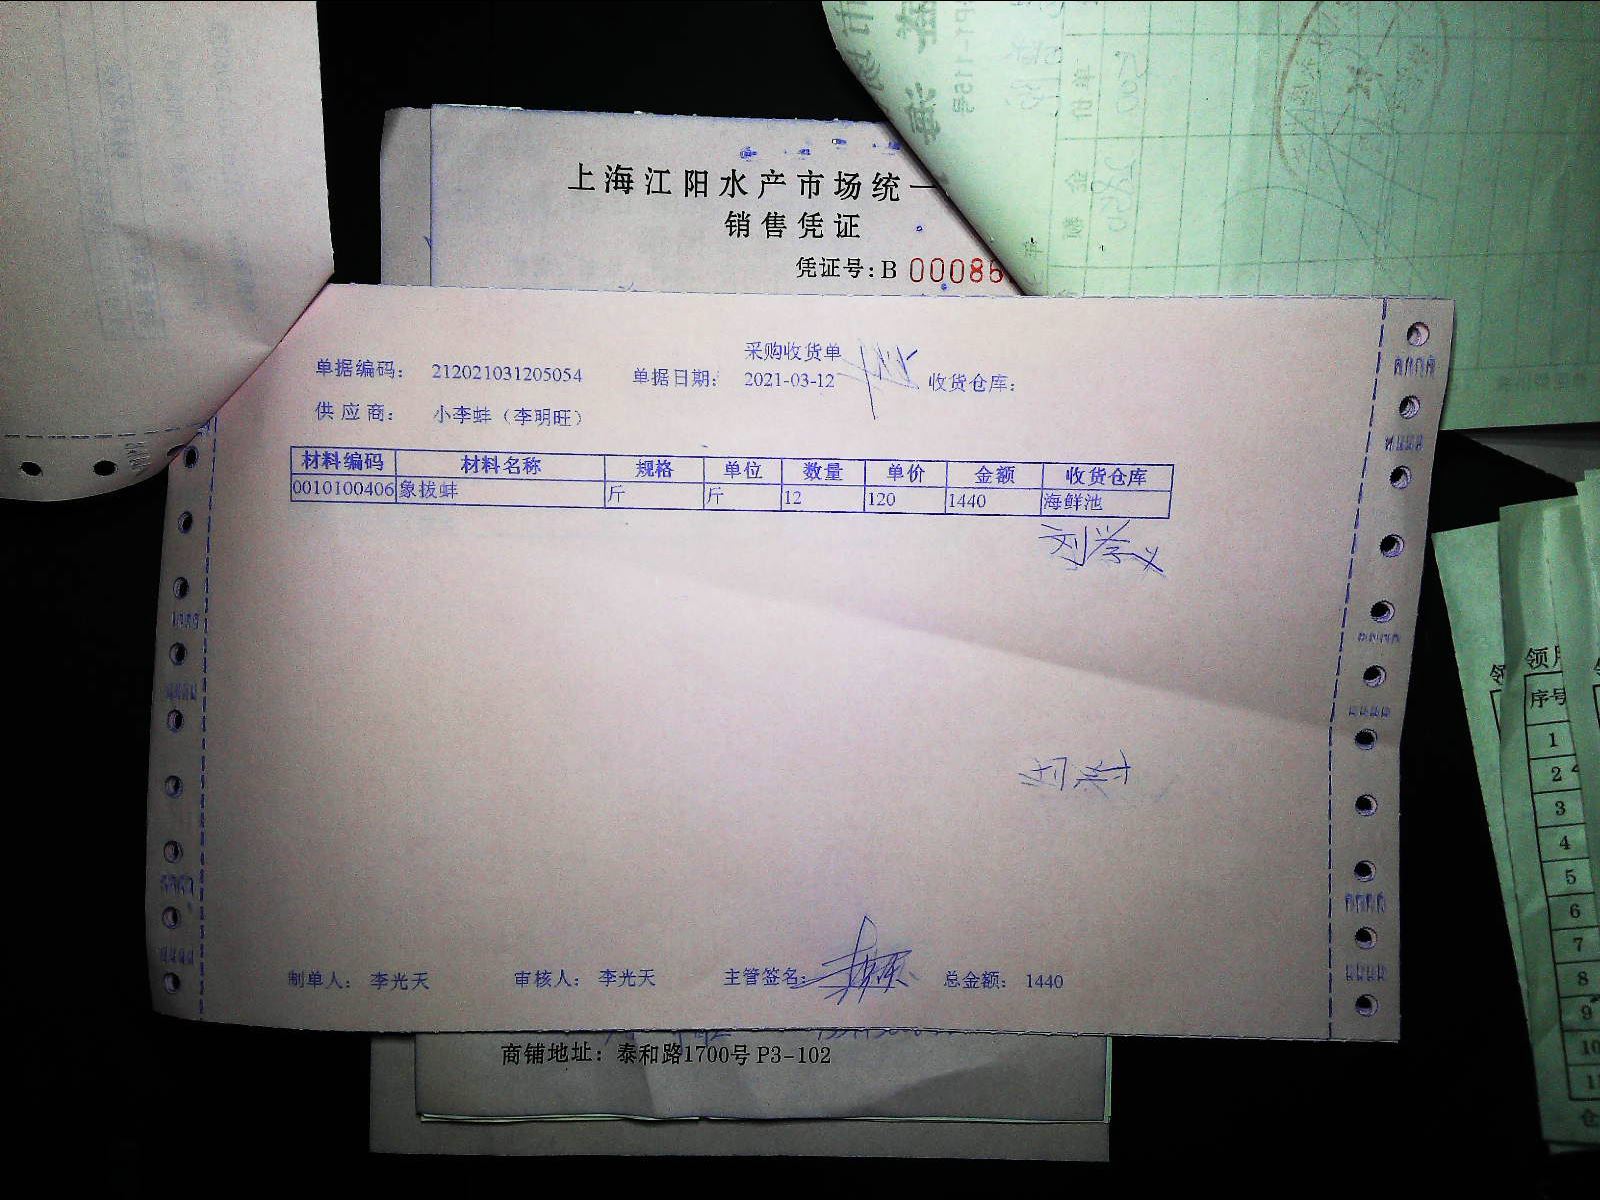 上海江阳水产市场统一
销售凭证
凭证号:B 00086
采购收货单
单据编码: 212021031205054 单据日期: 2021-03-12 收货仓库:
供应商: 小李蚌（李明旺）
材料编码 材料名称 规格 单位 数量 单价 金额 收货仓库
0010100406 象拔蚌 斤 斤 12 120 1440 海鲜池
刘学义
制单人: 李光天 审核人: 李光天 主管签名: 总金额: 1440
商铺地址: 泰和路1700号 P3-102
序号
1
2
3
4
5
6
7
8
9
10